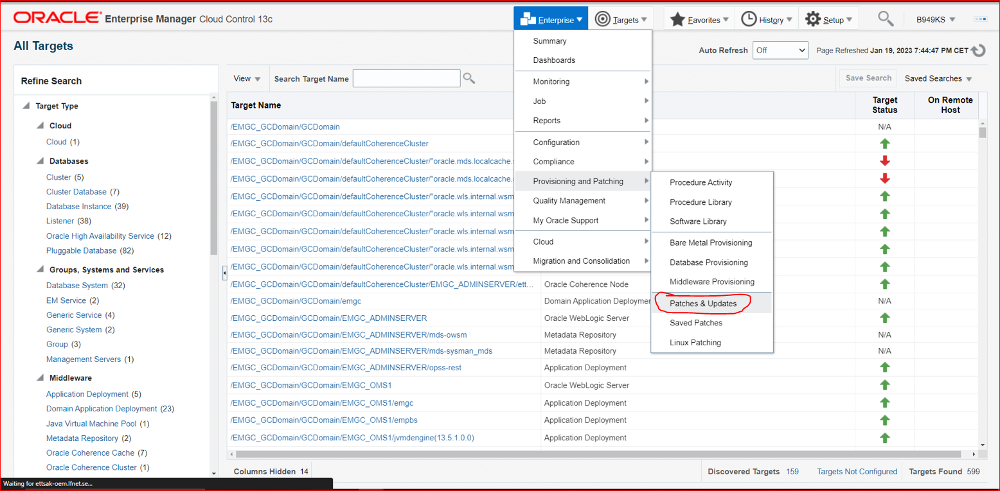 ORACLE® Enterprise Manager Cloud Control 13c
Enterprise Targets Favorites History Setup B949KS
All Targets
Auto Refresh Off Page Refreshed Jan 19, 2023 7:44:47 PM CET
Refine Search
View Search Target Name Save Search Saved Searches
Target Type
Cloud
Cloud (1)
Databases
Cluster (5)
Cluster Database (7)
Database Instance (39)
Listener (38)
Oracle High Availability Service (12)
Pluggable Database (82)
Groups, Systems and Services
Database System (32)
EM Service (2)
Generic Service (4)
Generic System (2)
Group (3)
Management Servers (1)
Middleware
Application Deployment (5)
Domain Application Deployment (23)
Java Virtual Machine Pool (1)
Metadata Repository (2)
Oracle Coherence Cache (7)
Oracle Coherence Cluster (1)
Target Name Target Status On Remote Host
/EMGC_GCDomain/GCDomain N/A
/EMGC_GCDomain/GCDomain/defaultCoherenceCluster
/EMGC_GCDomain/GCDomain/defaultCoherenceCluster/"oracle.mds.localcache.
/EMGC_GCDomain/GCDomain/defaultCoherenceCluster/"oracle.mds.localcache.
/EMGC_GCDomain/GCDomain/defaultCoherenceCluster/"oracle.wls.internal.wsm
/EMGC_GCDomain/GCDomain/defaultCoherenceCluster/"oracle.wls.internal.wsm
/EMGC_GCDomain/GCDomain/defaultCoherenceCluster/"oracle.wls.internal.wsm
/EMGC_GCDomain/GCDomain/defaultCoherenceCluster/"oracle.wls.internal.wsm
/EMGC_GCDomain/GCDomain/defaultCoherenceCluster/"oracle.wls.internal.wsm
/EMGC_GCDomain/GCDomain/defaultCoherenceCluster/EMGC_ADMINSERVER/ett... Oracle Coherence Node
/EMGC_GCDomain/GCDomain/emgc Domain Application Deploymen N/A
/EMGC_GCDomain/GCDomain/EMGC_ADMINSERVER Oracle WebLogic Server
/EMGC_GCDomain/GCDomain/EMGC_ADMINSERVER/mds-owsm Metadata Repository N/A
/EMGC_GCDomain/GCDomain/EMGC_ADMINSERVER/mds-sysman_mds Metadata Repository N/A
/EMGC_GCDomain/GCDomain/EMGC_ADMINSERVER/opss-rest Application Deployment
/EMGC_GCDomain/GCDomain/EMGC_OMS1 Oracle WebLogic Server
/EMGC_GCDomain/GCDomain/EMGC_OMS1/emgc Application Deployment
/EMGC_GCDomain/GCDomain/EMGC_OMS1/empbs Application Deployment
/EMGC_GCDomain/GCDomain/EMGC_OMS1/jvmdengine(13.5.1.0.0) Application Deployment
Summary
Dashboards
Monitoring
Job
Reports
Configuration
Compliance
Provisioning and Patching
Quality Management
My Oracle Support
Cloud
Migration and Consolidation
Procedure Activity
Procedure Library
Software Library
Bare Metal Provisioning
Database Provisioning
Middleware Provisioning
Patches & Updates
Saved Patches
Linux Patching
Columns Hidden 14 Discovered Targets 159 Targets Not Configured Targets Found 599
Waiting for ettsak-oem.lfnet.se...